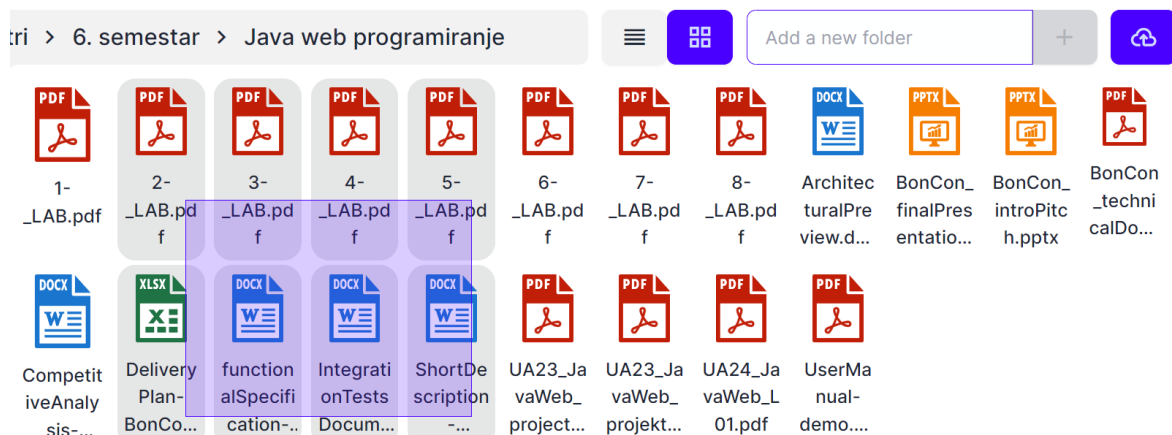 tri > 6. semestar > Java web programiranje
Add a new folder
+
PDF PDF PDF PDF PDF PDF PDF PDF DOCX PPTX PPTX PDF
1-
_LAB.pdf
2-
_LAB.pd
f
3-
_LAB.pd
f
4-
_LAB.pd
f
5-
_LAB.pd
f
6-
_LAB.pd
f
7-
_LAB.pd
f
8-
_LAB.pd
f
Architec
turalPre
view.d...
BonCon_
finalPres
entatio...
BonCon_
introPitc
h.pptx
BonCon
_techni
calDo...
DOCX XLSX DOCX DOCX DOCX PDF PDF PDF PDF
Competit
iveAnaly
sis-...
Delivery
Plan-
BonCo...
function
alSpecifi
cation-..
Integrati
onTests
Docum...
ShortDe
scription
-...
UA23_Ja
vaWeb_
project...
UA23_Ja
vaWeb_
projekt...
UA24_Ja
vaWeb_L
01.pdf
UserMa
nual-
demo....